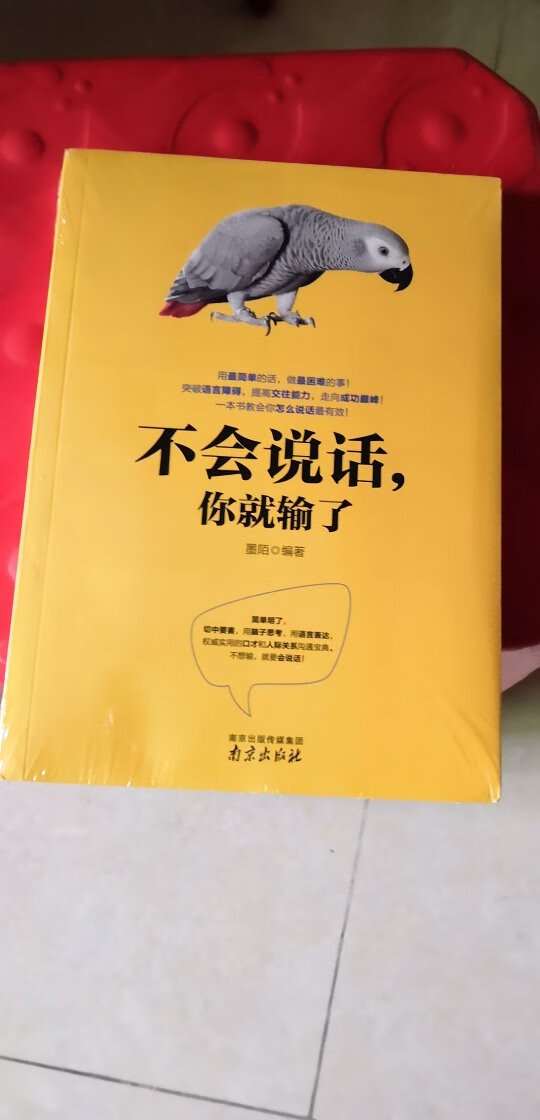 用最简单的话，做最困难的事！
突破语言障碍，提高交往能力，走向成功巅峰！
一本书教会你怎么说话最有效！
不会说话，
你就输了
墨陌◎编著
简单明了，
切中要害，用脑子思考、用语言表达，
权威实用的口才和人际关系沟通宝典。
不想输，就要会说话！
南京出版传媒集团
南京出版社